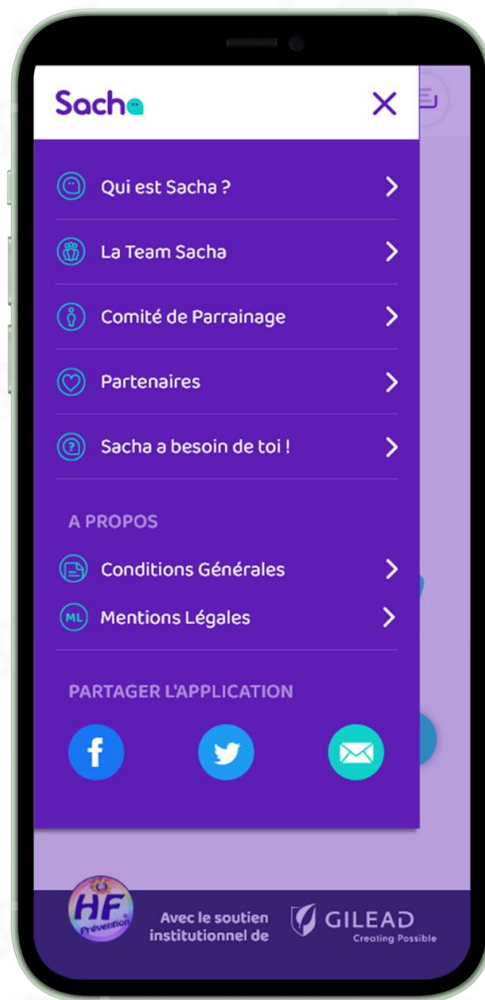 Sacha
Qui est Sacha ?
La Team Sacha
Comité de Parrainage
Partenaires
Sacha a besoin de toi !
A PROPOS
Conditions Générales
ML Mentions Légales
PARTAGER L'APPLICATION
HF
Prévention
Avec le soutien
institutionnel de
GILEAD
Creating Possible